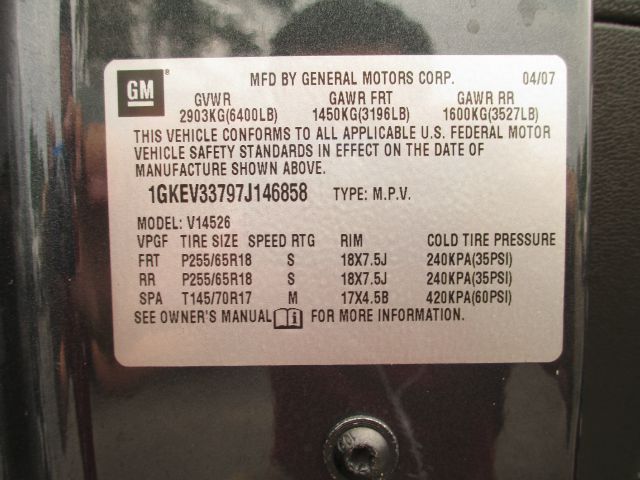 GM ® MFD BY GENERAL MOTORS CORP. 04/07
GVWR GAWR FRT GAWR RR
2903KG(6400LB) 1450KG(3196LB) 1600KG(3527LB)
THIS VEHICLE CONFORMS TO ALL APPLICABLE U.S. FEDERAL MOTOR
VEHICLE SAFETY STANDARDS IN EFFECT ON THE DATE OF
MANUFACTURE SHOWN ABOVE.
1GKEV33797J146858 TYPE: M.P.V.
MODEL: V14526
VPGF TIRE SIZE SPEED RTG RIM COLD TIRE PRESSURE
FRT P255/65R18 S 18X7.5J 240KPA(35PSI)
RR P255/65R18 S 18X7.5J 240KPA(35PSI)
SPA T145/70R17 M 17X4.5B 420KPA(60PSI)
SEE OWNER'S MANUAL i FOR MORE INFORMATION.